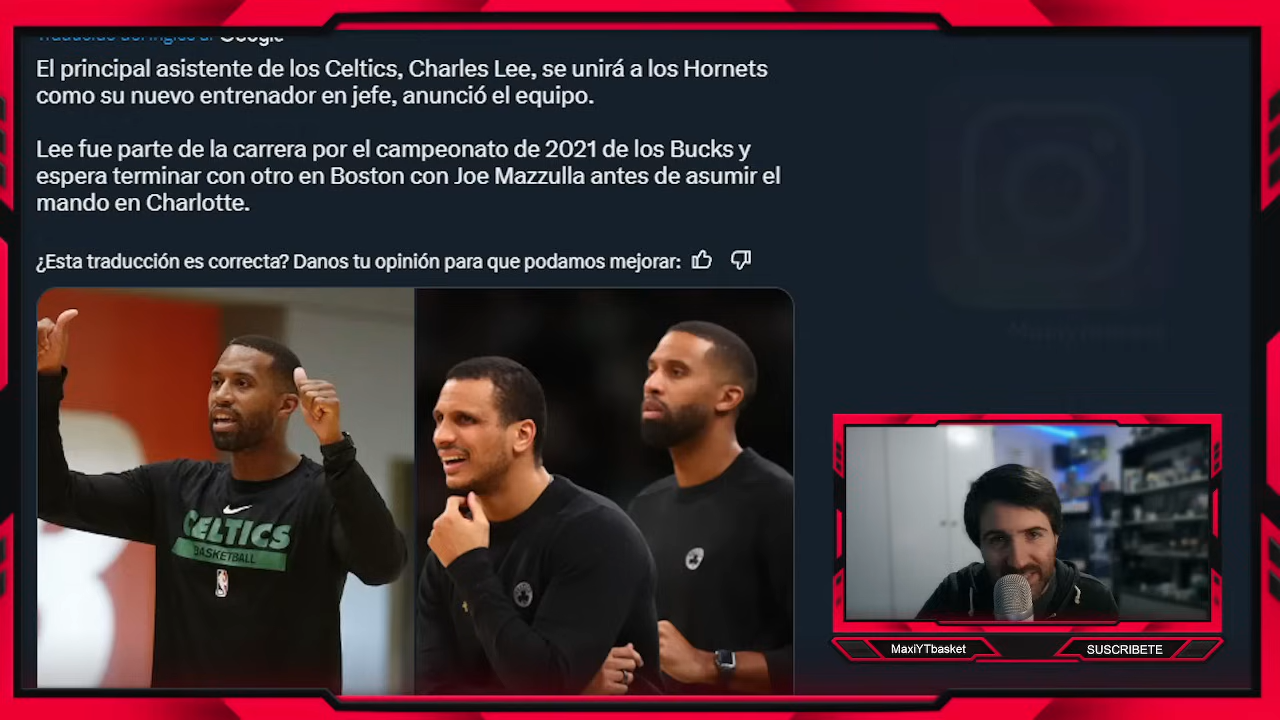 Google
El principal asistente de los Celtics, Charles Lee, se unirá a los Hornets
como su nuevo entrenador en jefe, anunció el equipo.
Lee fue parte de la carrera por el campeonato de 2021 de los Bucks y
espera terminar con otro en Boston con Joe Mazzulla antes de asumir el
mando en Charlotte.
¿Esta traducción es correcta? Danos tu opinión para que podamos mejorar:
CELTICS
BASKETBALL
MaxiYTbasket
SUSCRIBETE